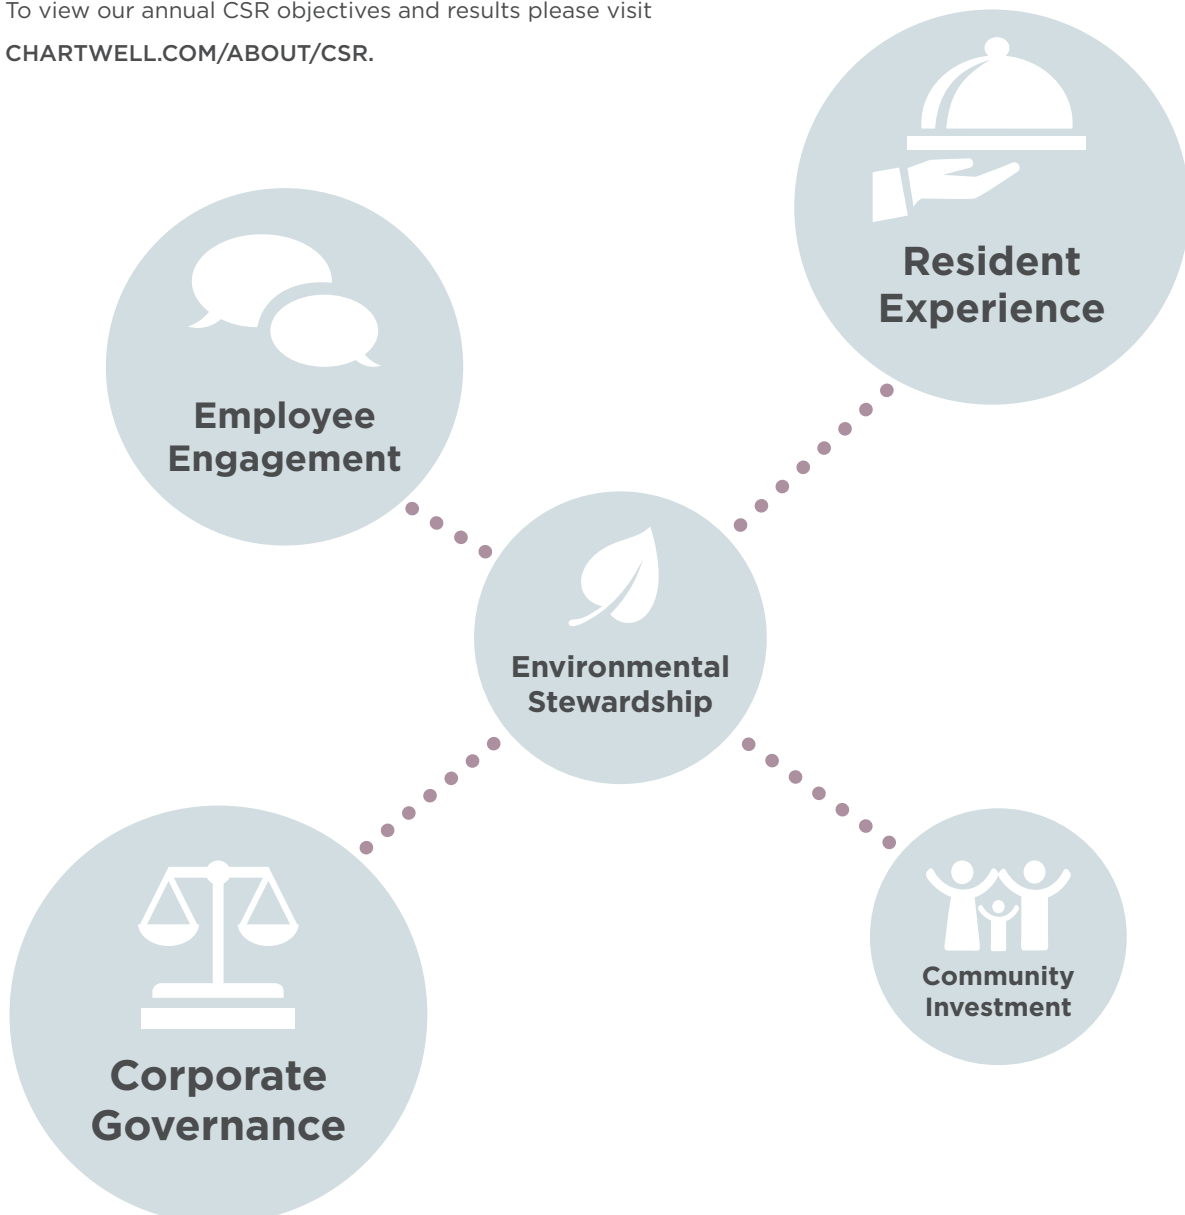 To view our annual CSR objectives and results please visit
CHARTWELL.COM/ABOUT/CSR.
Resident
Experience
Employee
Engagement
Environmental
Stewardship
Community
Investment
Corporate
Governance